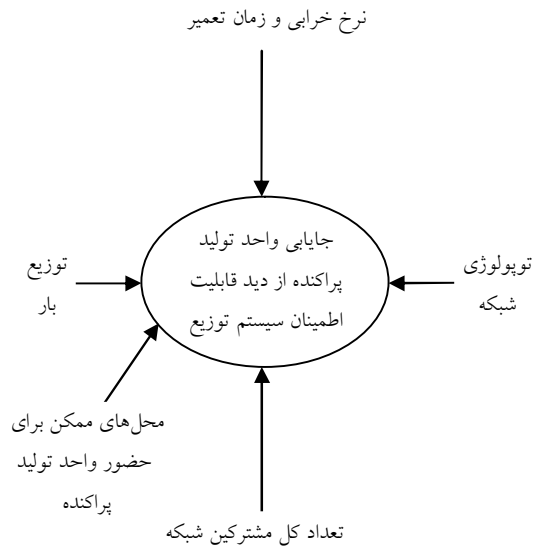 نرخ خرابی و زمان تعمیر
جایابی واحد تولید
پراکنده از دید قابلیت
اطمینان سیستم توزیع
توپولوژی
شبکه
توزیع
بار
محل‌های ممکن برای
حضور واحد تولید
پراکنده
تعداد کل مشترکین شبکه